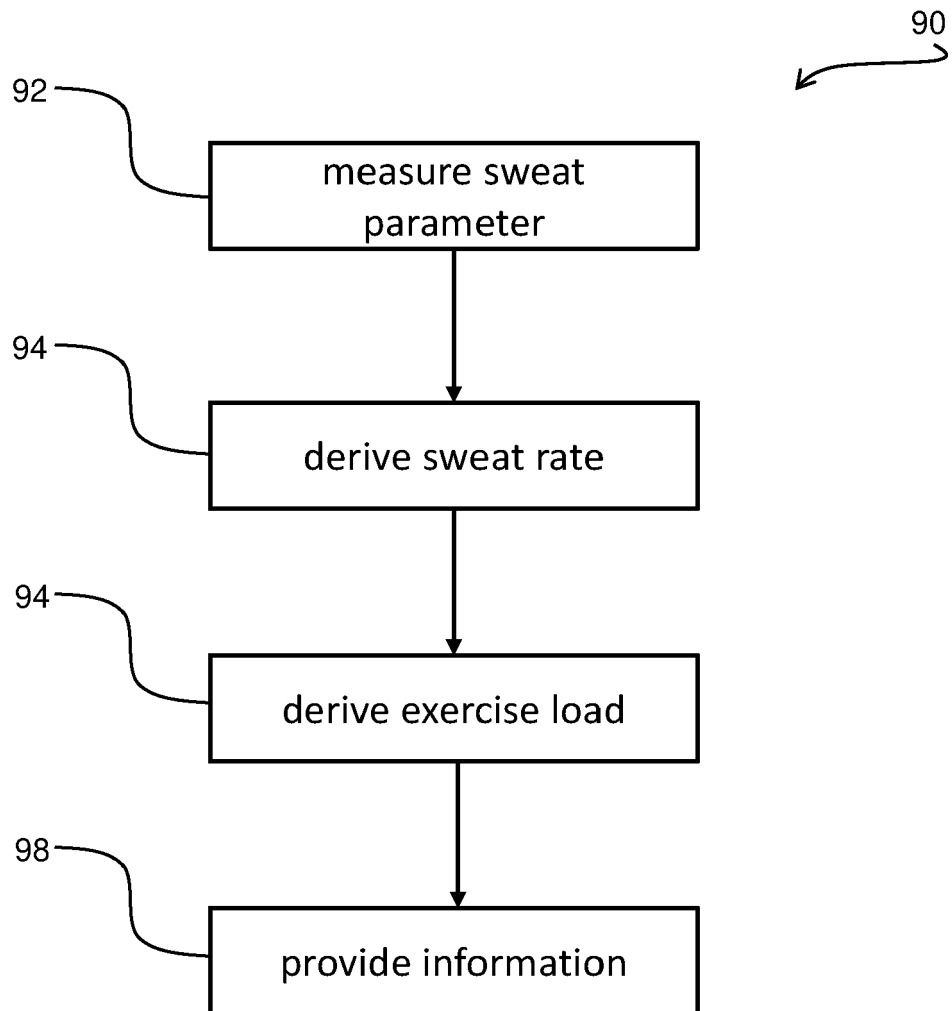 90
92
measure sweat
parameter
94
derive sweat rate
94
derive exercise load
98
provide information